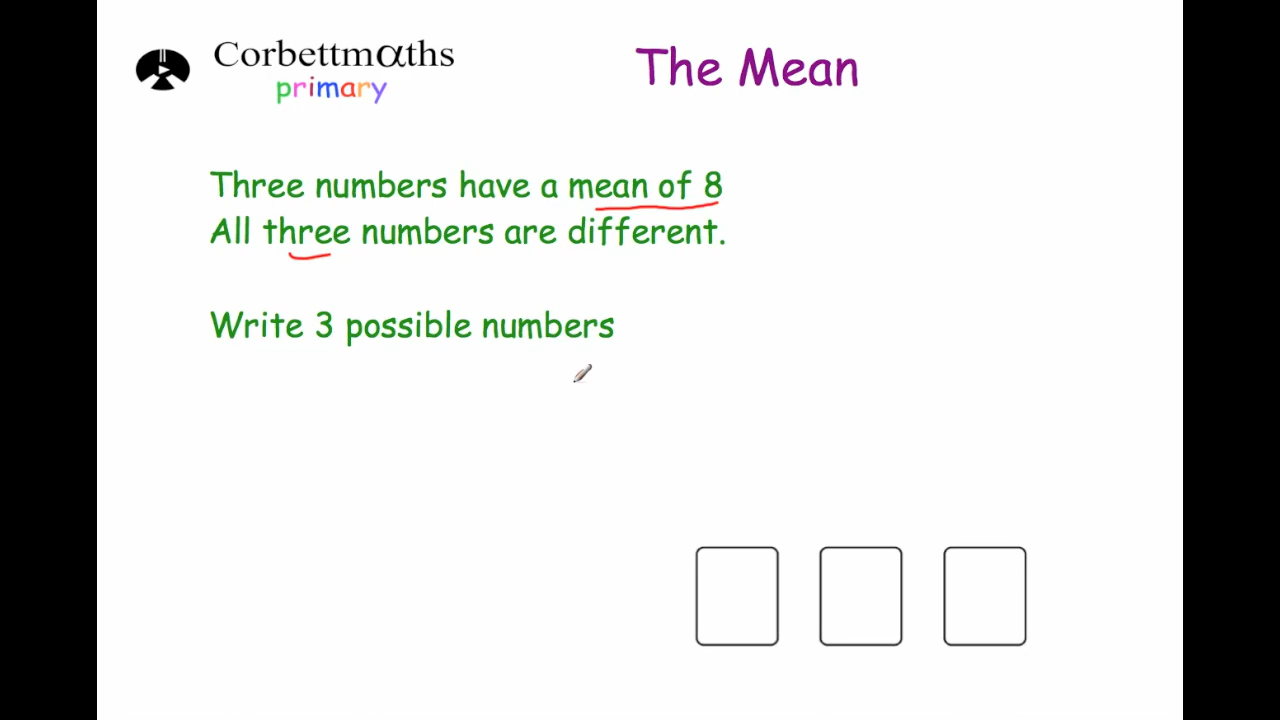 Corbettmαths
primary
The Mean
Three numbers have a mean of 8
All three numbers are different.
Write 3 possible numbers